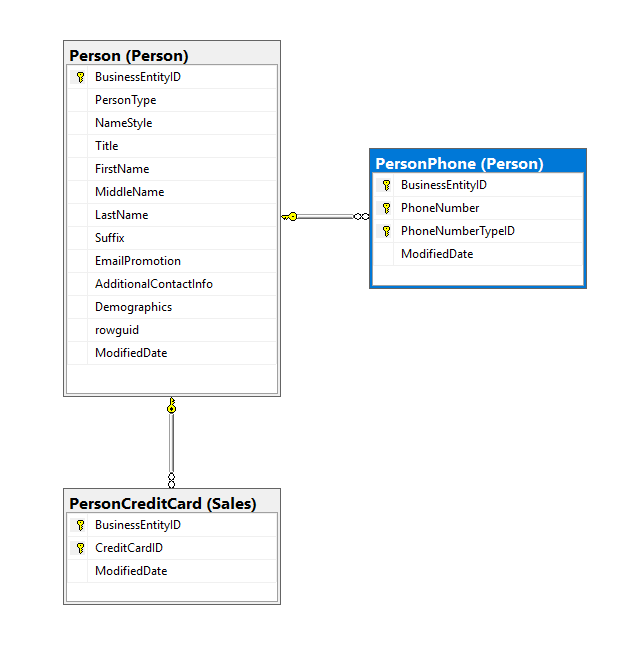 Person (Person)
BusinessEntityID
PersonType
NameStyle
Title
FirstName
MiddleName
LastName
Suffix
EmailPromotion
AdditionalContactInfo
Demographics
rowguid
ModifiedDate
PersonPhone (Person)
BusinessEntityID
PhoneNumber
PhoneNumberTypeID
ModifiedDate
PersonCreditCard (Sales)
BusinessEntityID
CreditCardID
ModifiedDate